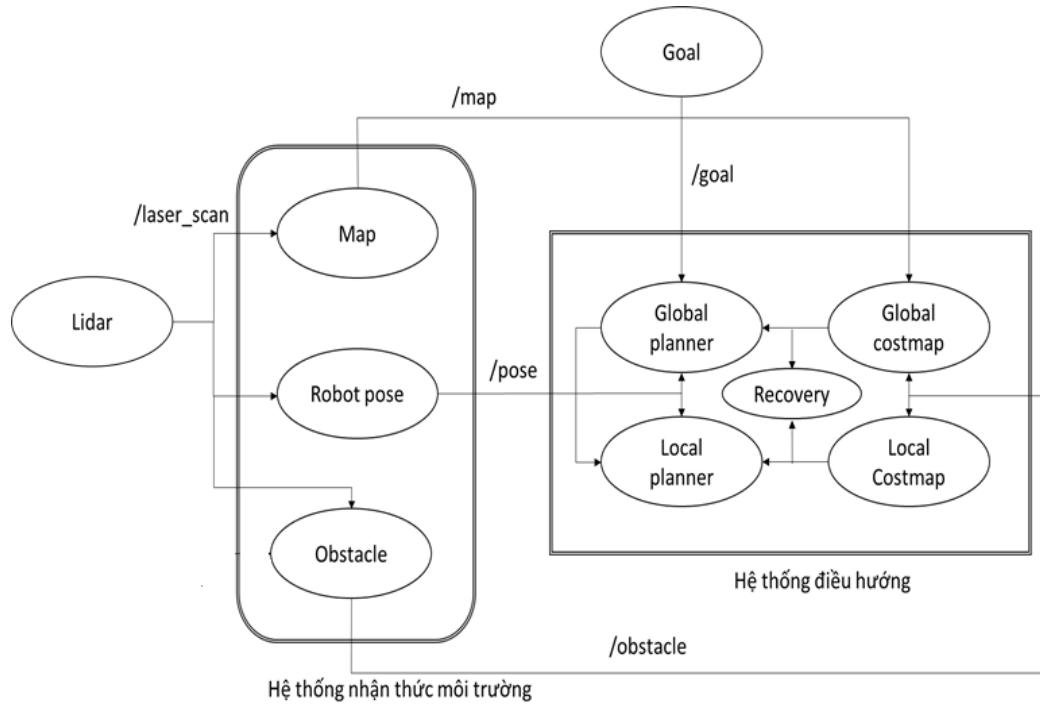 Goal
/map
/goal
/laser_scan
Map
Lidar
Global
planner
Global
costmap
/pose
Robot pose
Recovery
Local
planner
Local
Costmap
Obstacle
Hệ thống điều hướng
/obstacle
Hệ thống nhận thức môi trường